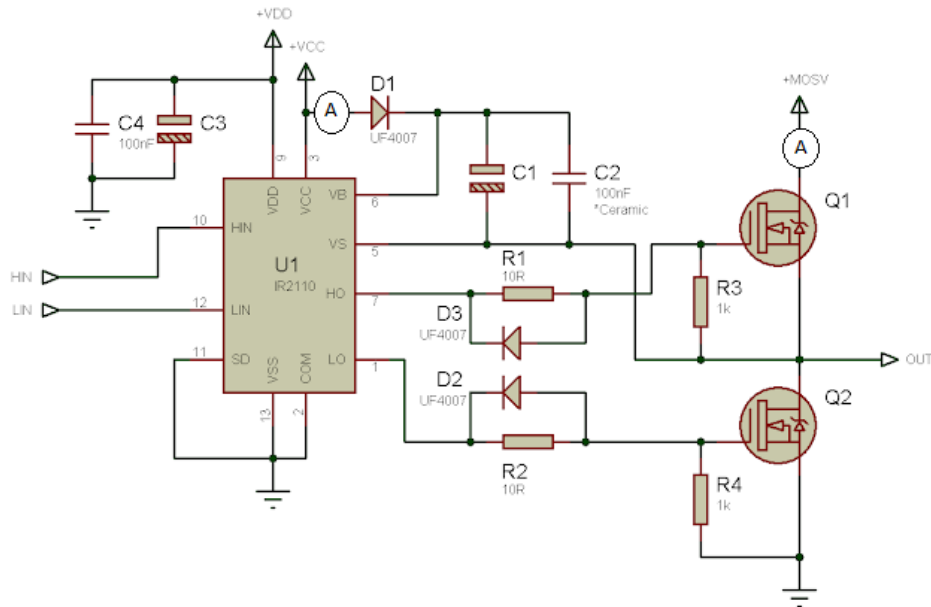 +VDD
+VCC
D1
UF4007
A
+MOSV
A
C4
100nF
C3
9
3
VDD
VCC
VB
6
C1
C2
100nF
*Ceramic
Q1
10
HIN
VS
5
HIN
U1
IR2110
R1
10R
HO
7
R3
1k
LIN
12
LIN
D3
UF4007
11
SD
LO
1
OUT
VSS
COM
D2
UF4007
Q2
13
2
R2
10R
R4
1k